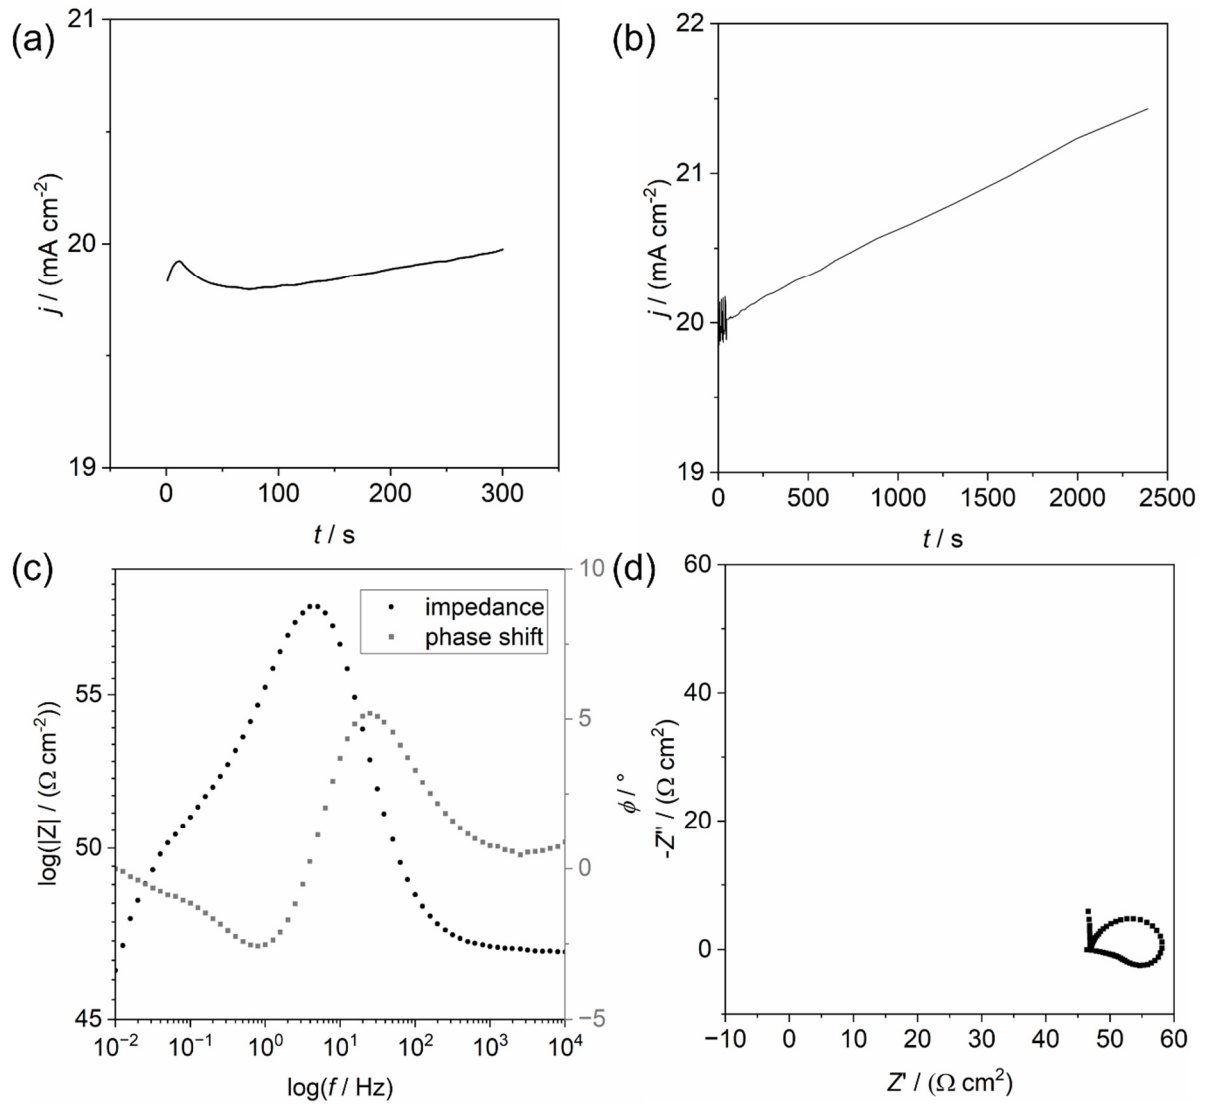 (a)
21
20
19
j / (mA cm⁻²)
0 100 200 300
t / s
(b)
22
21
20
19
j / (mA cm⁻²)
0 500 1000 1500 2000 2500
t / s
(c)
impedance
phase shift
55
50
45
log(|Z| / (Ω cm⁻²))
10
5
0
−5
ϕ / °
10⁻² 10⁻¹ 10⁰ 10¹ 10² 10³ 10⁴
log(f / Hz)
(d)
60
40
20
0
-Z'' / (Ω cm²)
−10 0 10 20 30 40 50 60
Z' / (Ω cm²)